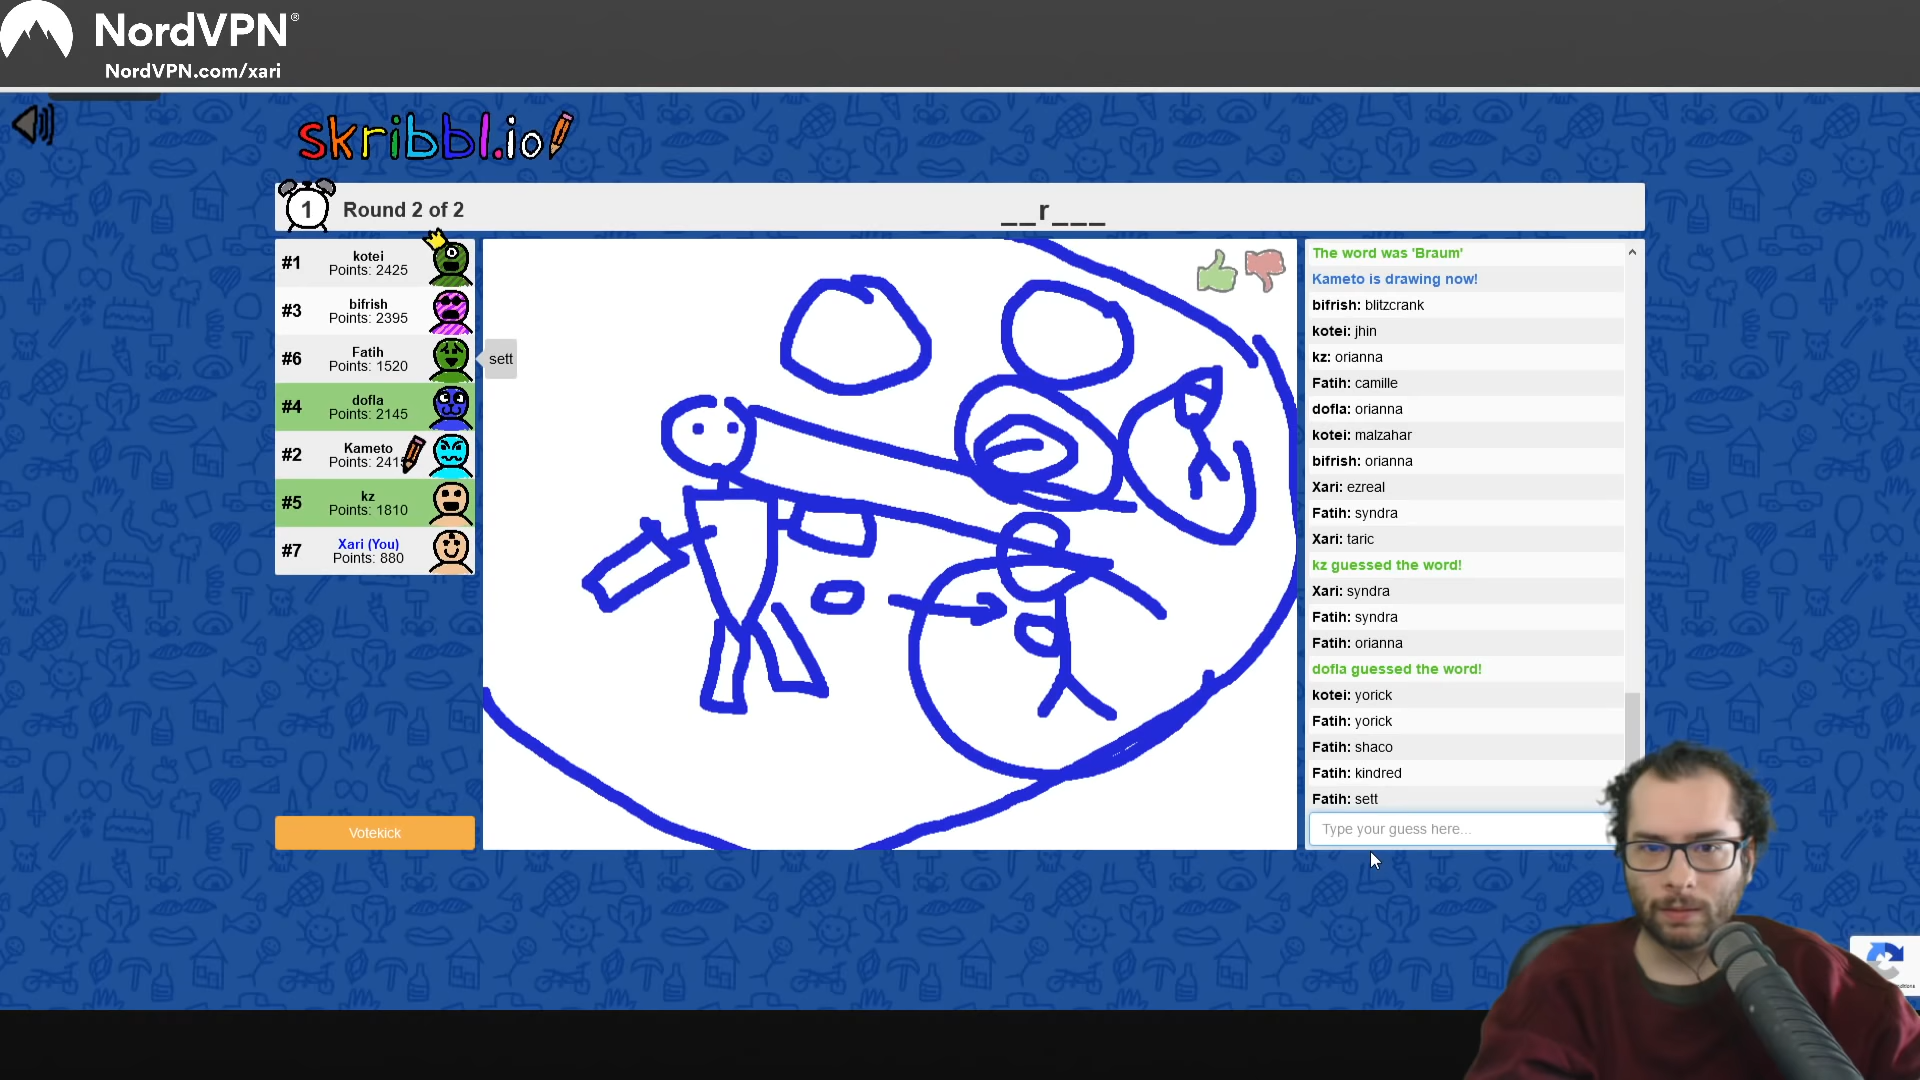 NordVPN®
NordVPN.com/xari
skribbl.io
1
Round 2 of 2
__r___
#1
kotei
Points: 2425
#3
bifrish
Points: 2395
#6
Fatih
Points: 1520
sett
#4
dofla
Points: 2145
#2
Kameto
Points: 2415
#5
kz
Points: 1810
#7
Xari (You)
Points: 880
Votekick
The word was 'Braum'
Kameto is drawing now!
bifrish: blitzcrank
kotei: jhin
kz: orianna
Fatih: camille
dofla: orianna
kotei: malzahar
bifrish: orianna
Xari: ezreal
Fatih: syndra
Xari: taric
kz guessed the word!
Xari: syndra
Fatih: syndra
Fatih: orianna
dofla guessed the word!
kotei: yorick
Fatih: yorick
Fatih: shaco
Fatih: kindred
Fatih: sett
Type your guess here...